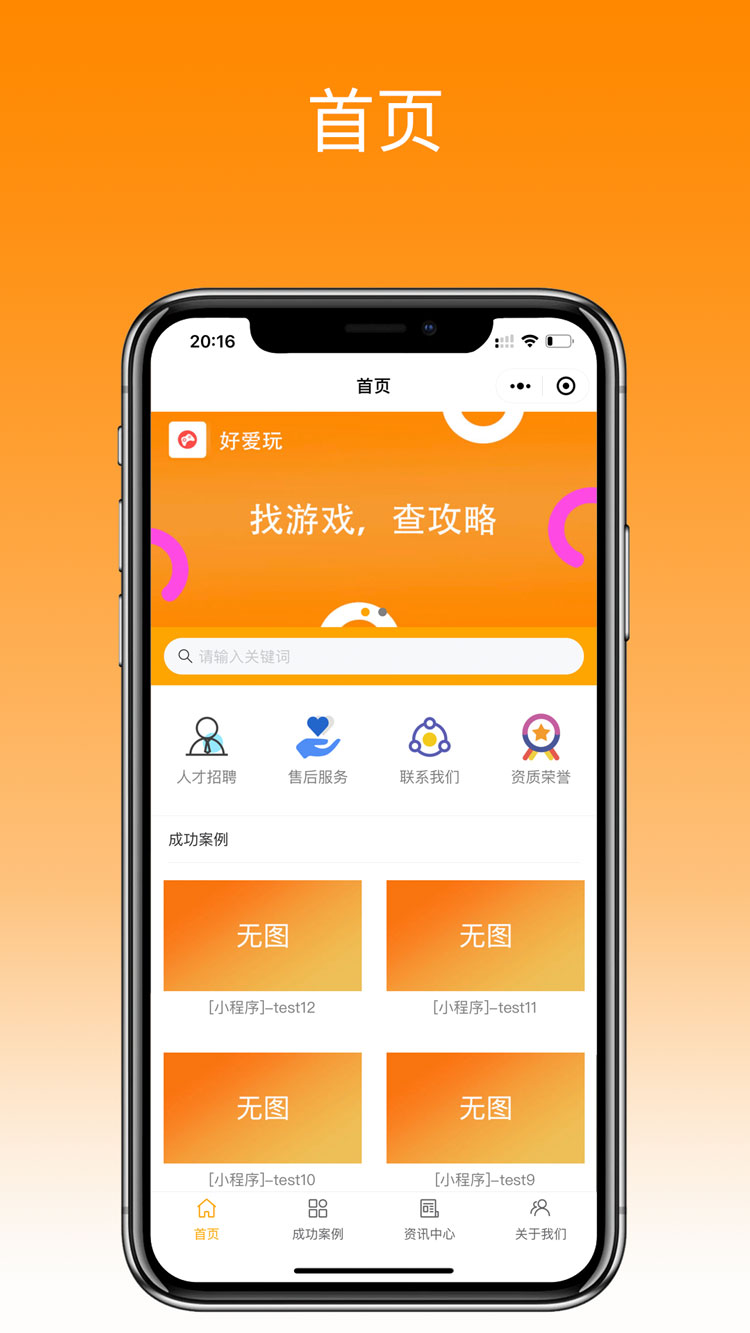 首页
20:16
首页
好爱玩
找游戏，查攻略
请输入关键词
人才招聘 售后服务 联系我们 资质荣誉
成功案例
无图 无图
[小程序]-test12 [小程序]-test11
无图 无图
[小程序]-test10 [小程序]-test9
首页 成功案例 资讯中心 关于我们